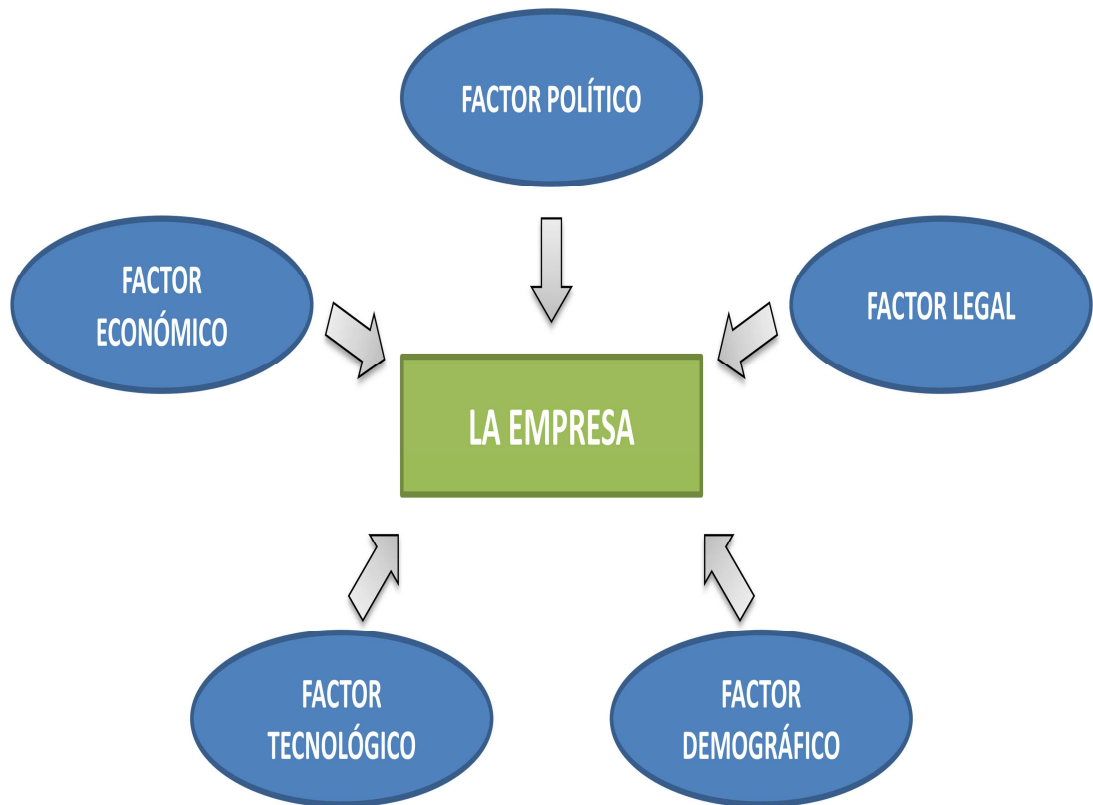 FACTOR POLÍTICO
FACTOR
ECONÓMICO
FACTOR LEGAL
LA EMPRESA
FACTOR
TECNOLÓGICO
FACTOR
DEMOGRÁFICO